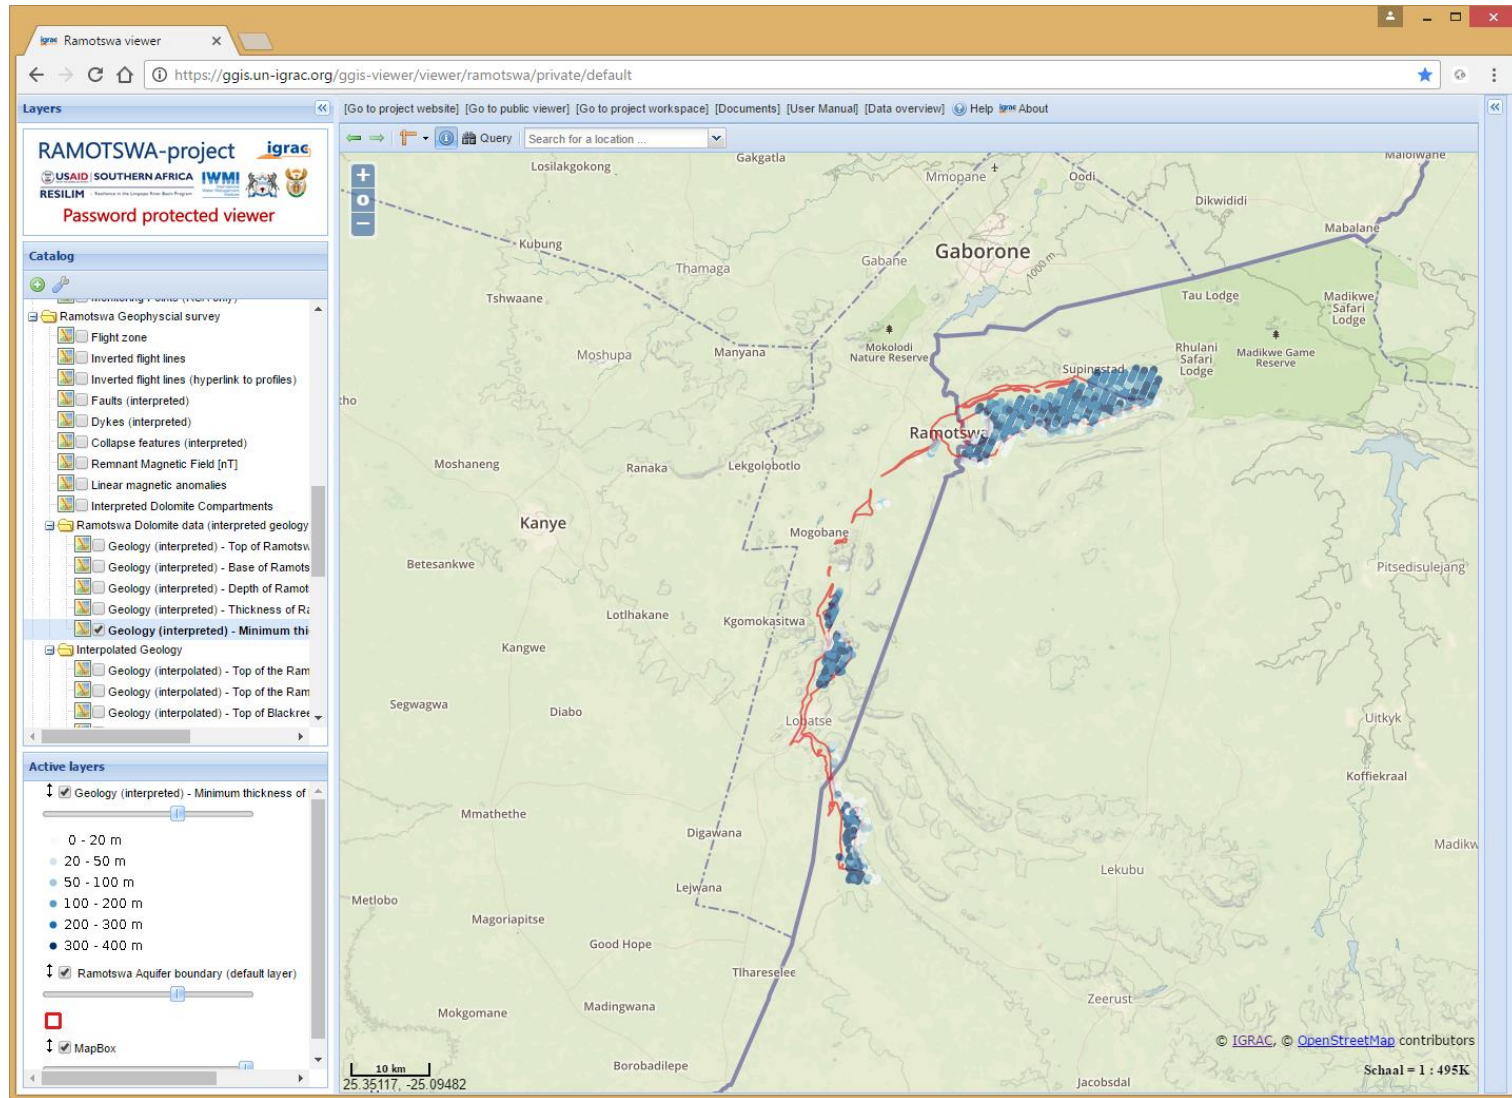 igrac Ramotswa viewer
https://ggis.un-igrac.org/ggis-viewer/viewer/ramotswa/private/default
Layers
[Go to project website] [Go to public viewer] [Go to project workspace] [Documents] [User Manual] [Data overview] Help igrac About
Query Search for a location ...
RAMOTSWA-project igrac
USAID SOUTHERN AFRICA IWMI
RESILIM
Password protected viewer
Catalog
Ramotswa Geophyscial survey
Flight zone
Inverted flight lines
Inverted flight lines (hyperlink to profiles)
Faults (interpreted)
Dykes (interpreted)
Collapse features (interpreted)
Remnant Magnetic Field [nT]
Linear magnetic anomalies
Interpreted Dolomite Compartments
Ramotswa Dolomite data (interpreted geology
Geology (interpreted) - Top of Ramotsw
Geology (interpreted) - Base of Ramots
Geology (interpreted) - Depth of Ramot
Geology (interpreted) - Thickness of Ra
Geology (interpreted) - Minimum thi
Interpolated Geology
Geology (interpolated) - Top of the Ram
Geology (interpolated) - Top of the Ram
Geology (interpolated) - Top of Blackree
Active layers
Geology (interpreted) - Minimum thickness of
0 - 20 m
20 - 50 m
50 - 100 m
100 - 200 m
200 - 300 m
300 - 400 m
Ramotswa Aquifer boundary (default layer)
MapBox
Losilakgokong
Gakgatla
Malolwane
Mmopane
Oodi
Dikwididi
Mabalane
Kubung
Gaborone
Gabane
Thamaga
1000 m
Tshwaane
Tau Lodge
Madikwe
Safari
Lodge
Moshupa
Manyana
Mokolodi
Nature Reserve
Rhulani
Safari
Lodge
Madikwe Game
Reserve
Supingstad
tho
Ramotswa
Moshaneng
Ranaka
Lekgolobotlo
Kanye
Mogobane
Betesankwe
Pitsedisulejang
Lotlhakane
Kgomokasitwa
Kangwe
Segwagwa
Diabo
Lobatse
Uitkyk
Koffiekraal
Mmathethe
Digawana
Madikw
Lekubu
Lejwana
Metlobo
Magoriapitse
Good Hope
Tlhareselee
Zeerust
Madingwana
Mokgomane
Borobadilepe
Jacobsdal
© IGRAC, © OpenStreetMap contributors
10 km
25.35117, -25.09482
Schaal = 1 : 495K